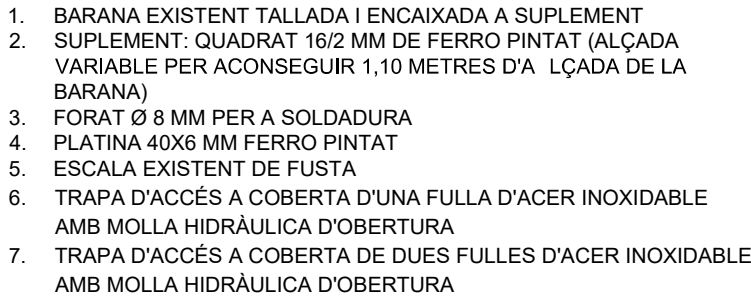 1. BARANA EXISTENT TALLADA I ENCAIXADA A SUPLEMENT
2. SUPLEMENT: QUADRAT 16/2 MM DE FERRO PINTAT (ALÇADA
VARIABLE PER ACONSEGUIR 1,10 METRES D'A LÇADA DE LA
BARANA)
3. FORAT Ø 8 MM PER A SOLDADURA
4. PLATINA 40X6 MM FERRO PINTAT
5. ESCALA EXISTENT DE FUSTA
6. TRAPA D'ACCÉS A COBERTA D'UNA FULLA D'ACER INOXIDABLE
AMB MOLLA HIDRÀULICA D'OBERTURA
7. TRAPA D'ACCÉS A COBERTA DE DUES FULLES D'ACER INOXIDABLE
AMB MOLLA HIDRÀULICA D'OBERTURA